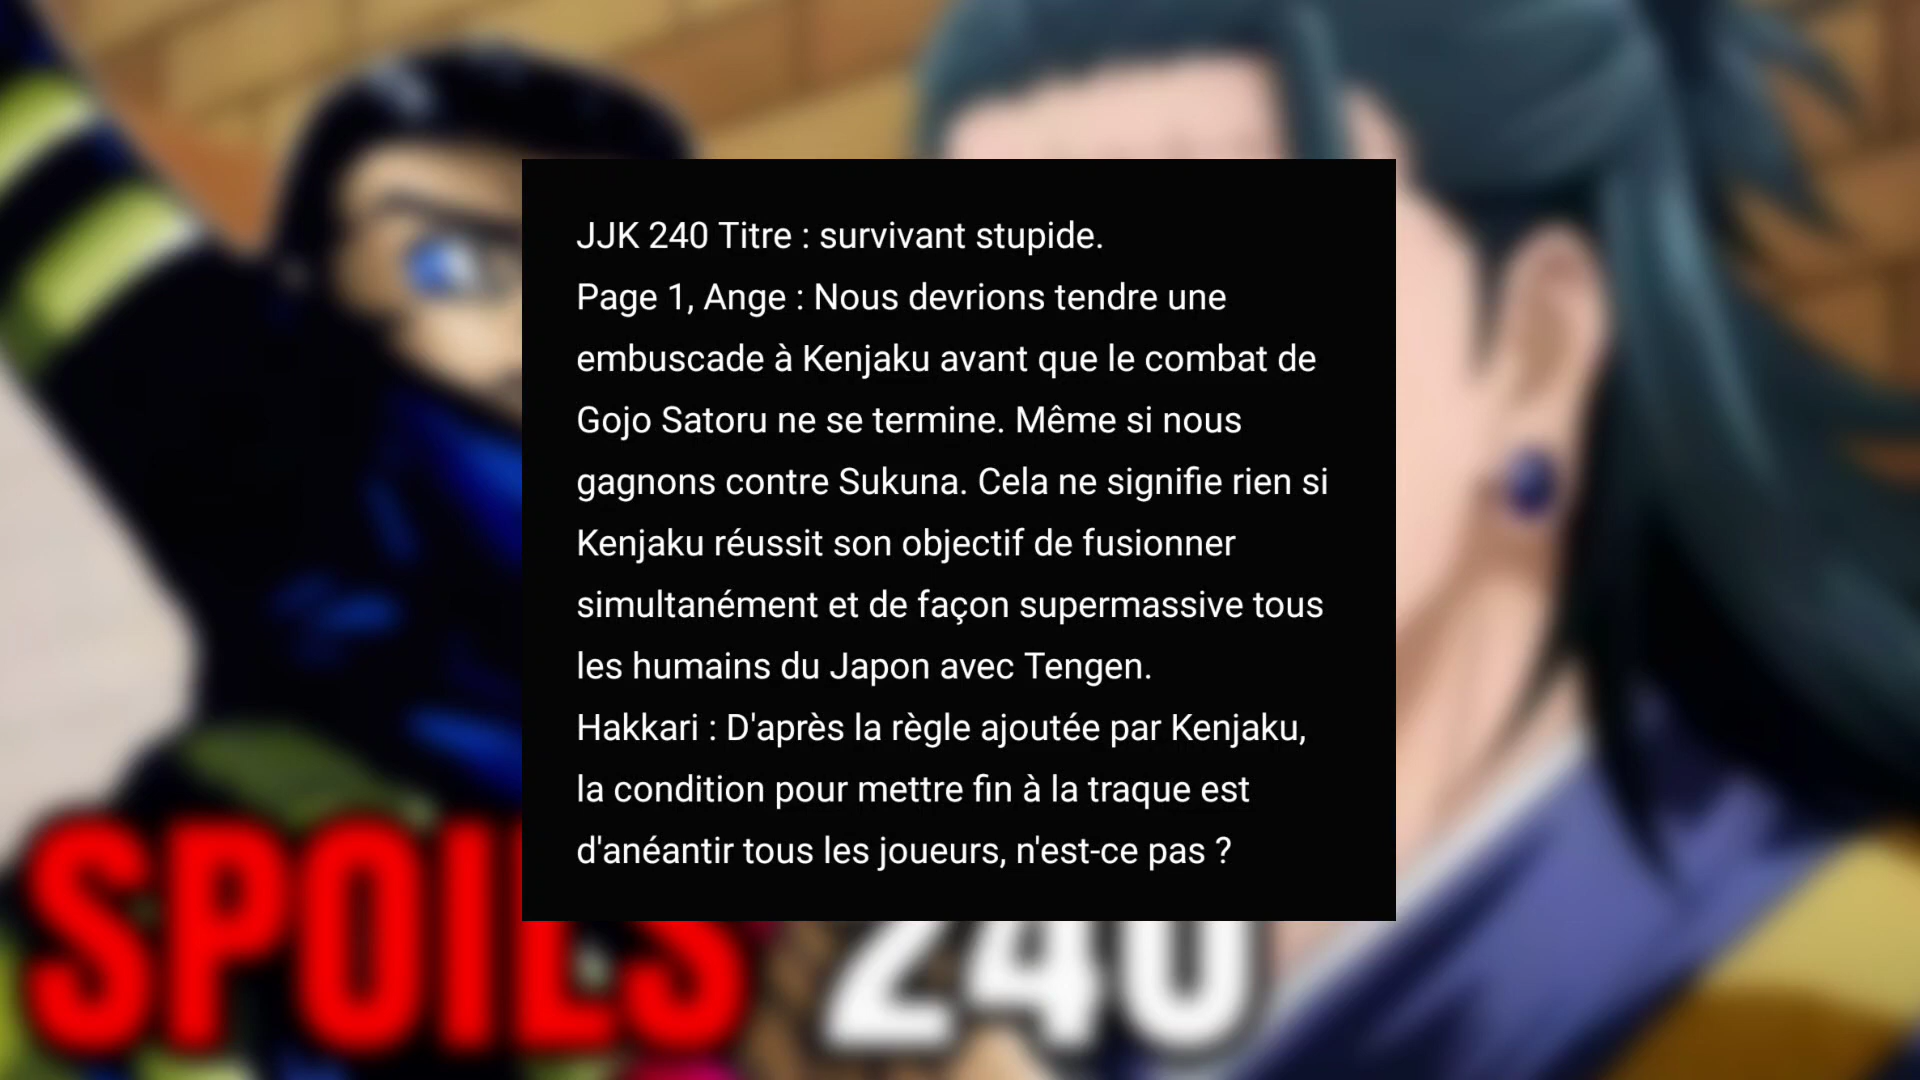 JJK 240 Titre : survivant stupide.
Page 1, Ange : Nous devrions tendre une
embuscade à Kenjaku avant que le combat de
Gojo Satoru ne se termine. Même si nous
gagnons contre Sukuna. Cela ne signifie rien si
Kenjaku réussit son objectif de fusionner
simultanément et de façon supermassive tous
les humains du Japon avec Tengen.
Hakkari : D'après la règle ajoutée par Kenjaku,
la condition pour mettre fin à la traque est
d'anéantir tous les joueurs, n'est-ce pas ?
SPOILS 240